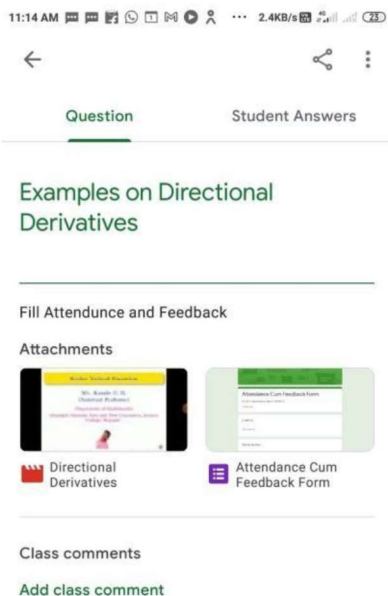 11:14 AM ... 2.4KB/s 23
Question Student Answers
Examples on Directional
Derivatives
Fill Attendunce and Feedback
Attachments
Attendance Cum Feedback Form
Directional
Derivatives
Attendance Cum
Feedback Form
Class comments
Add class comment